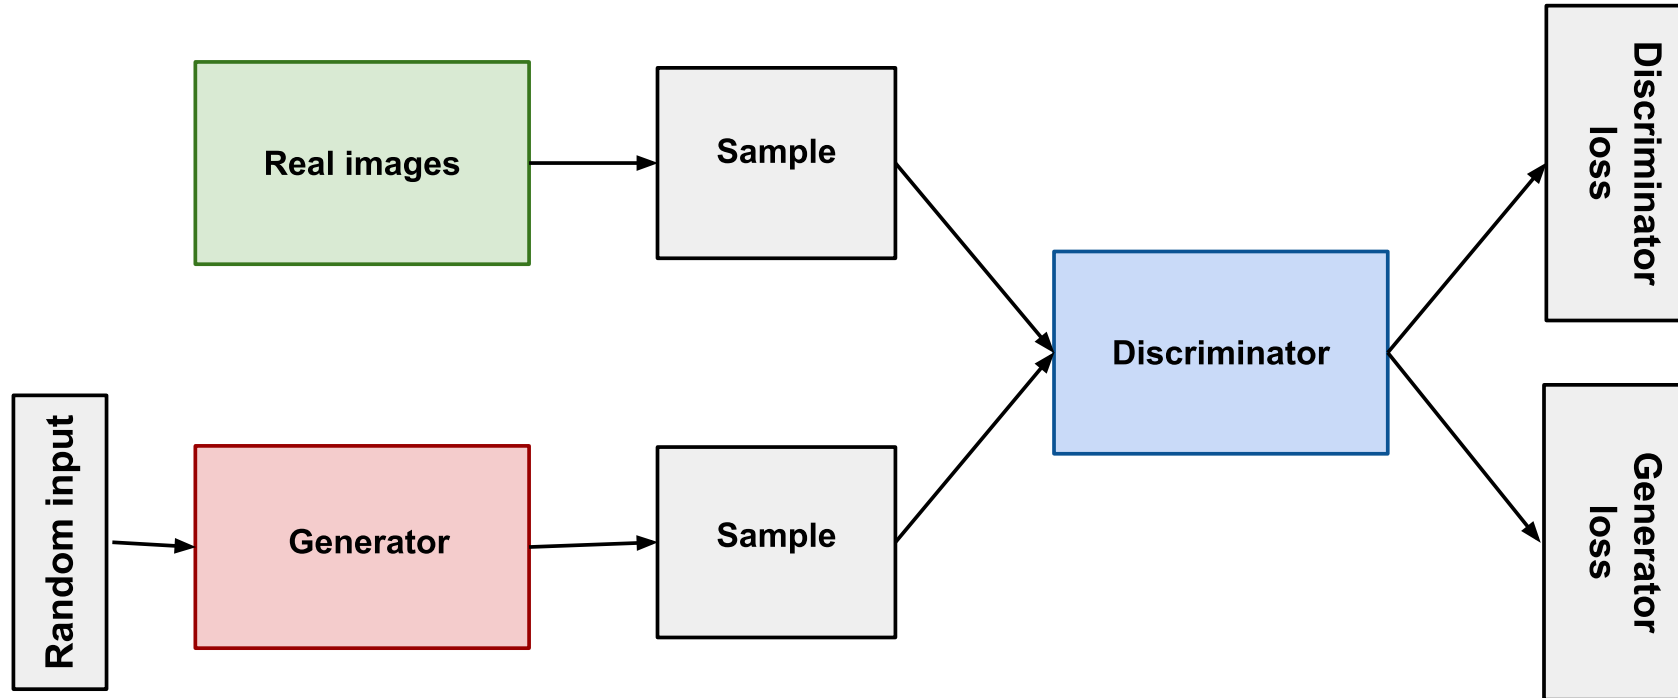 Real images
Sample
Discriminator
loss
Discriminator
Random input
Generator
Sample
Generator
loss